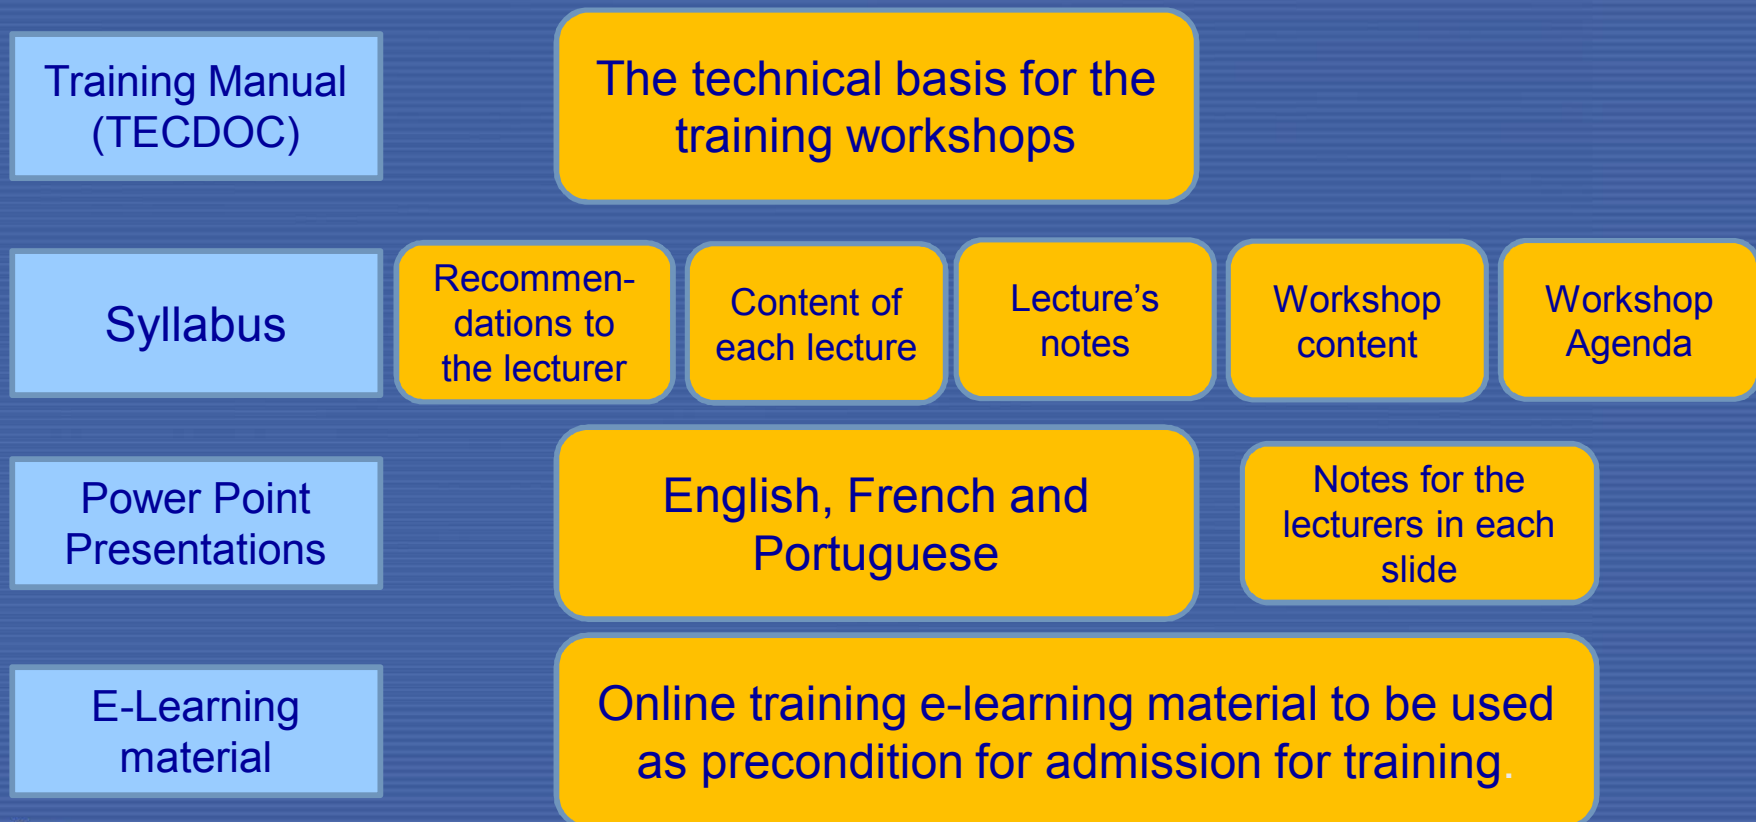 Training Manual
(TECDOC)
The technical basis for the
training workshops
Syllabus
Recommen-
dations to
the lecturer
Content of
each lecture
Lecture's
notes
Workshop
content
Workshop
Agenda
Power Point
Presentations
English, French and
Portuguese
Notes for the
lecturers in each
slide
E-Learning
material
Online training e-learning material to be used
as precondition for admission for training.